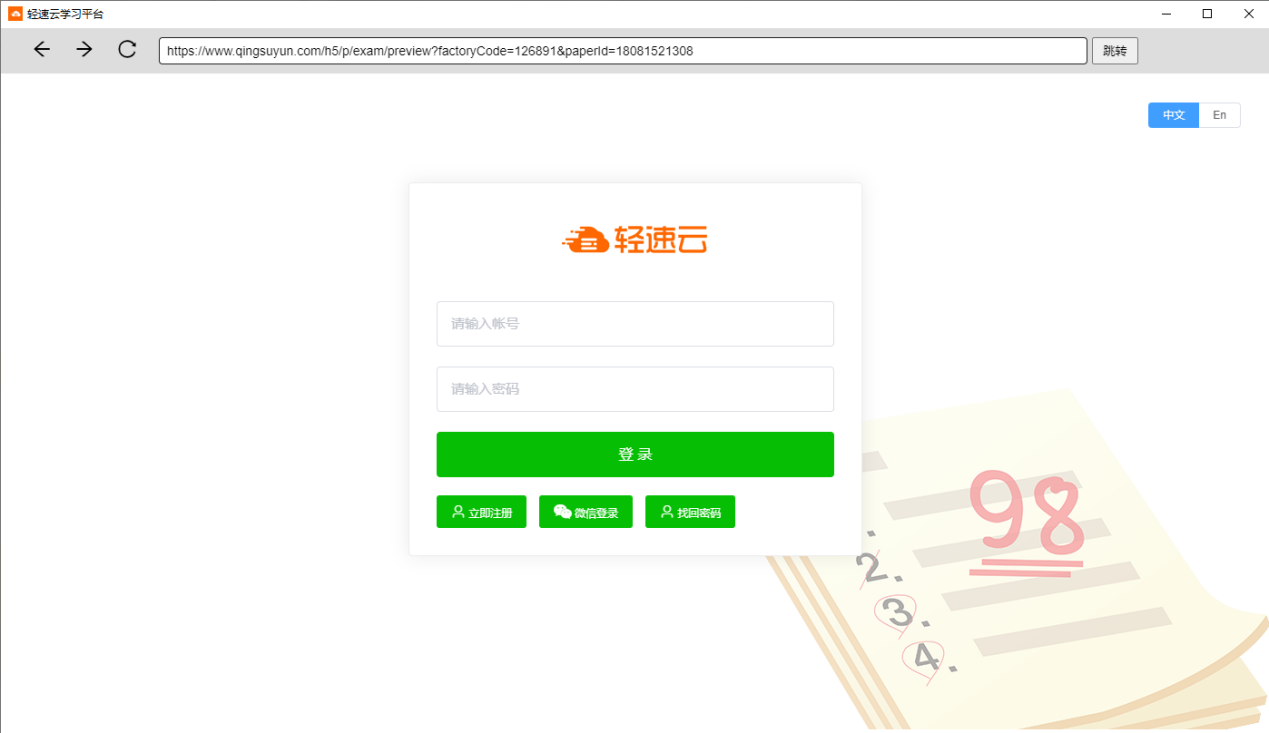 轻速云学习平台
https://www.qingsuyun.com/h5/p/exam/preview?factoryCode=126891&paperId=18081521308 跳转
中文 En
轻速云
请输入帐号
请输入密码
登 录
立即注册 微信登录 找回密码
98
2.
3.
4.